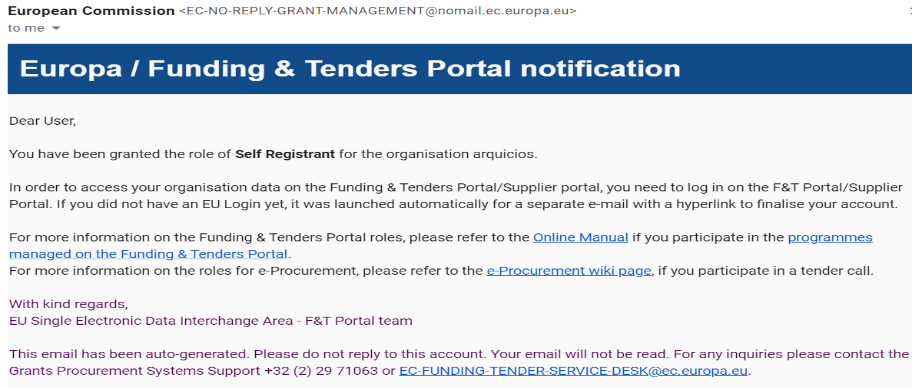 European Commission <EC-NO-REPLY-GRANT-MANAGEMENT@nomail.ec.europa.eu>
to me
Europa / Funding & Tenders Portal notification
Dear User,
You have been granted the role of Self Registrant for the organisation arquicios.
In order to access your organisation data on the Funding & Tenders Portal/Supplier portal, you need to log in on the F&T Portal/Supplier
Portal. If you did not have an EU Login yet, it was launched automatically for a separate e-mail with a hyperlink to finalise your account.
For more information on the Funding & Tenders Portal roles, please refer to the Online Manual if you participate in the programmes
managed on the Funding & Tenders Portal.
For more information on the roles for e-Procurement, please refer to the e-Procurement wiki page, if you participate in a tender call.
With kind regards,
EU Single Electronic Data Interchange Area - F&T Portal team
This email has been auto-generated. Please do not reply to this account. Your email will not be read. For any inquiries please contact the
Grants Procurement Systems Support +32 (2) 29 71063 or EC-FUNDING-TENDER-SERVICE-DESK@ec.europa.eu.